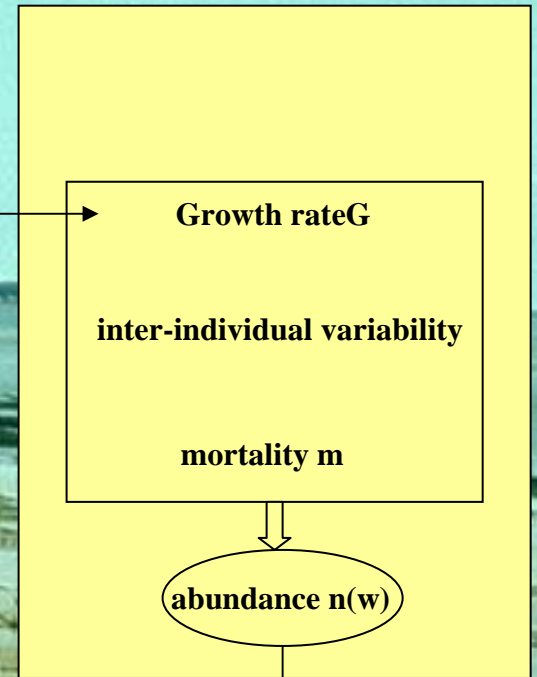 Growth rateG
inter-individual variability
mortality m
abundance n(w)